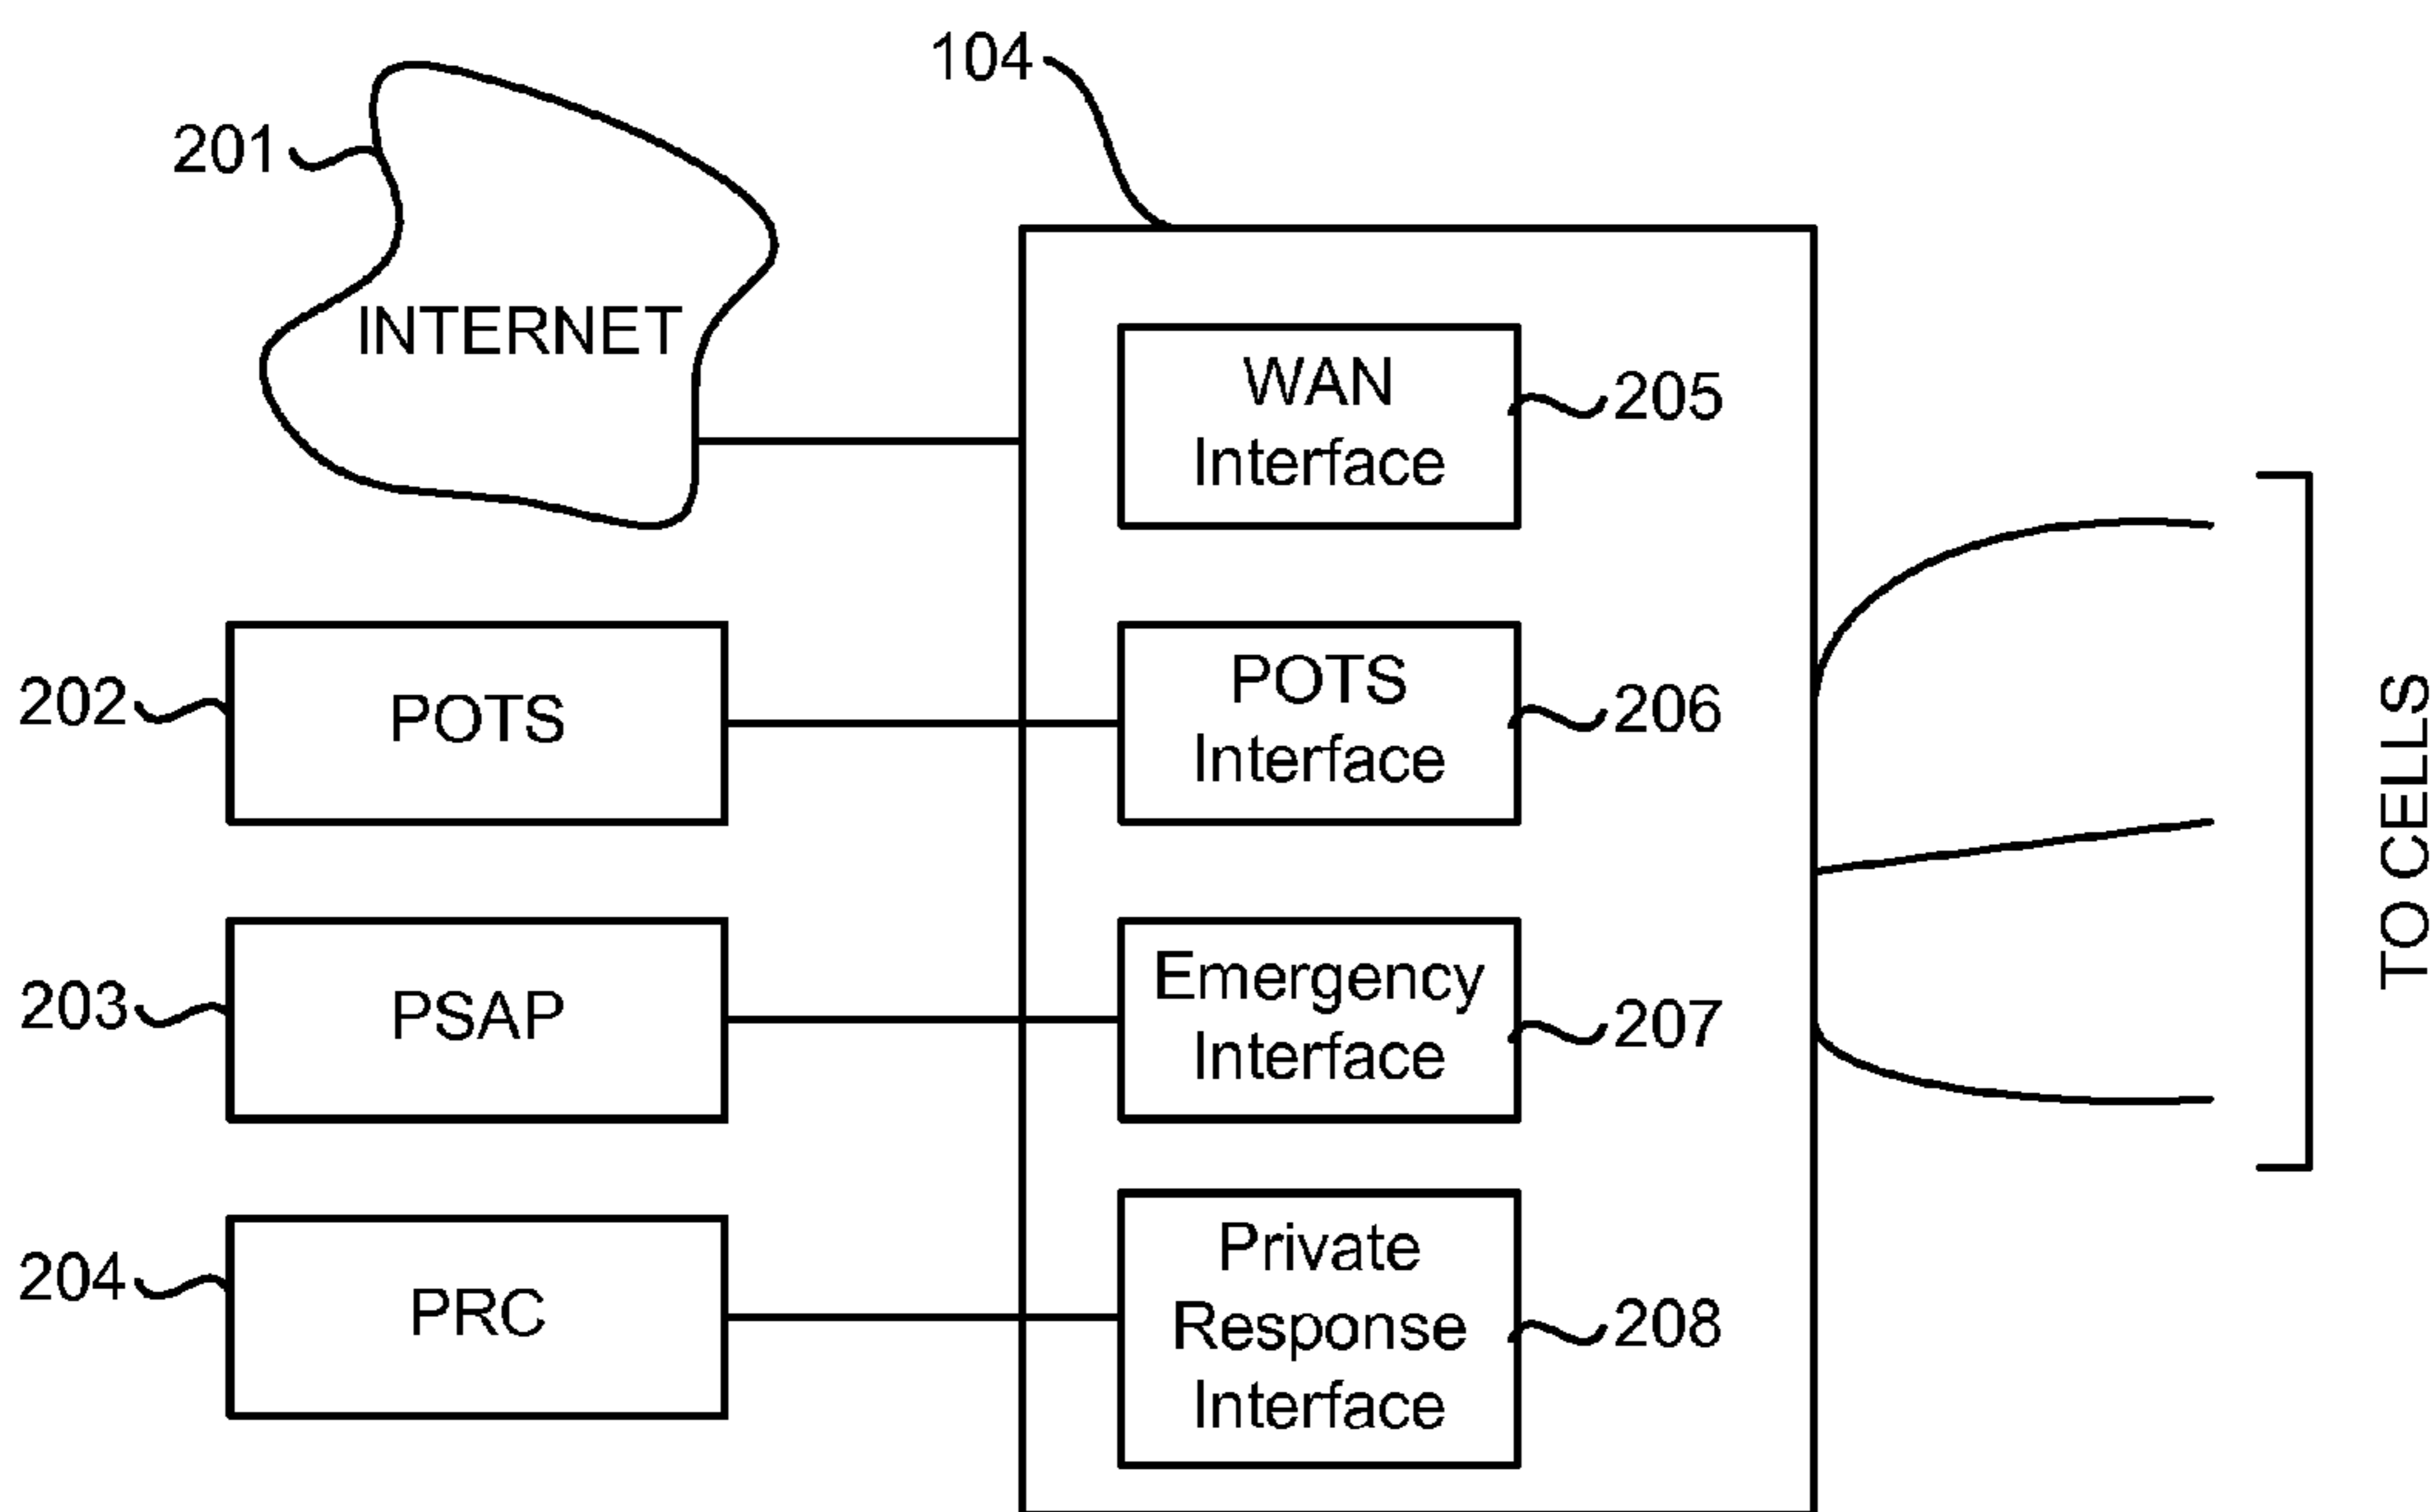 104
201
INTERNET
WAN
Interface
205
202
POTS
POTS
Interface
206
203
PSAP
Emergency
Interface
207
204
PRC
Private
Response
Interface
208
TO CELLS